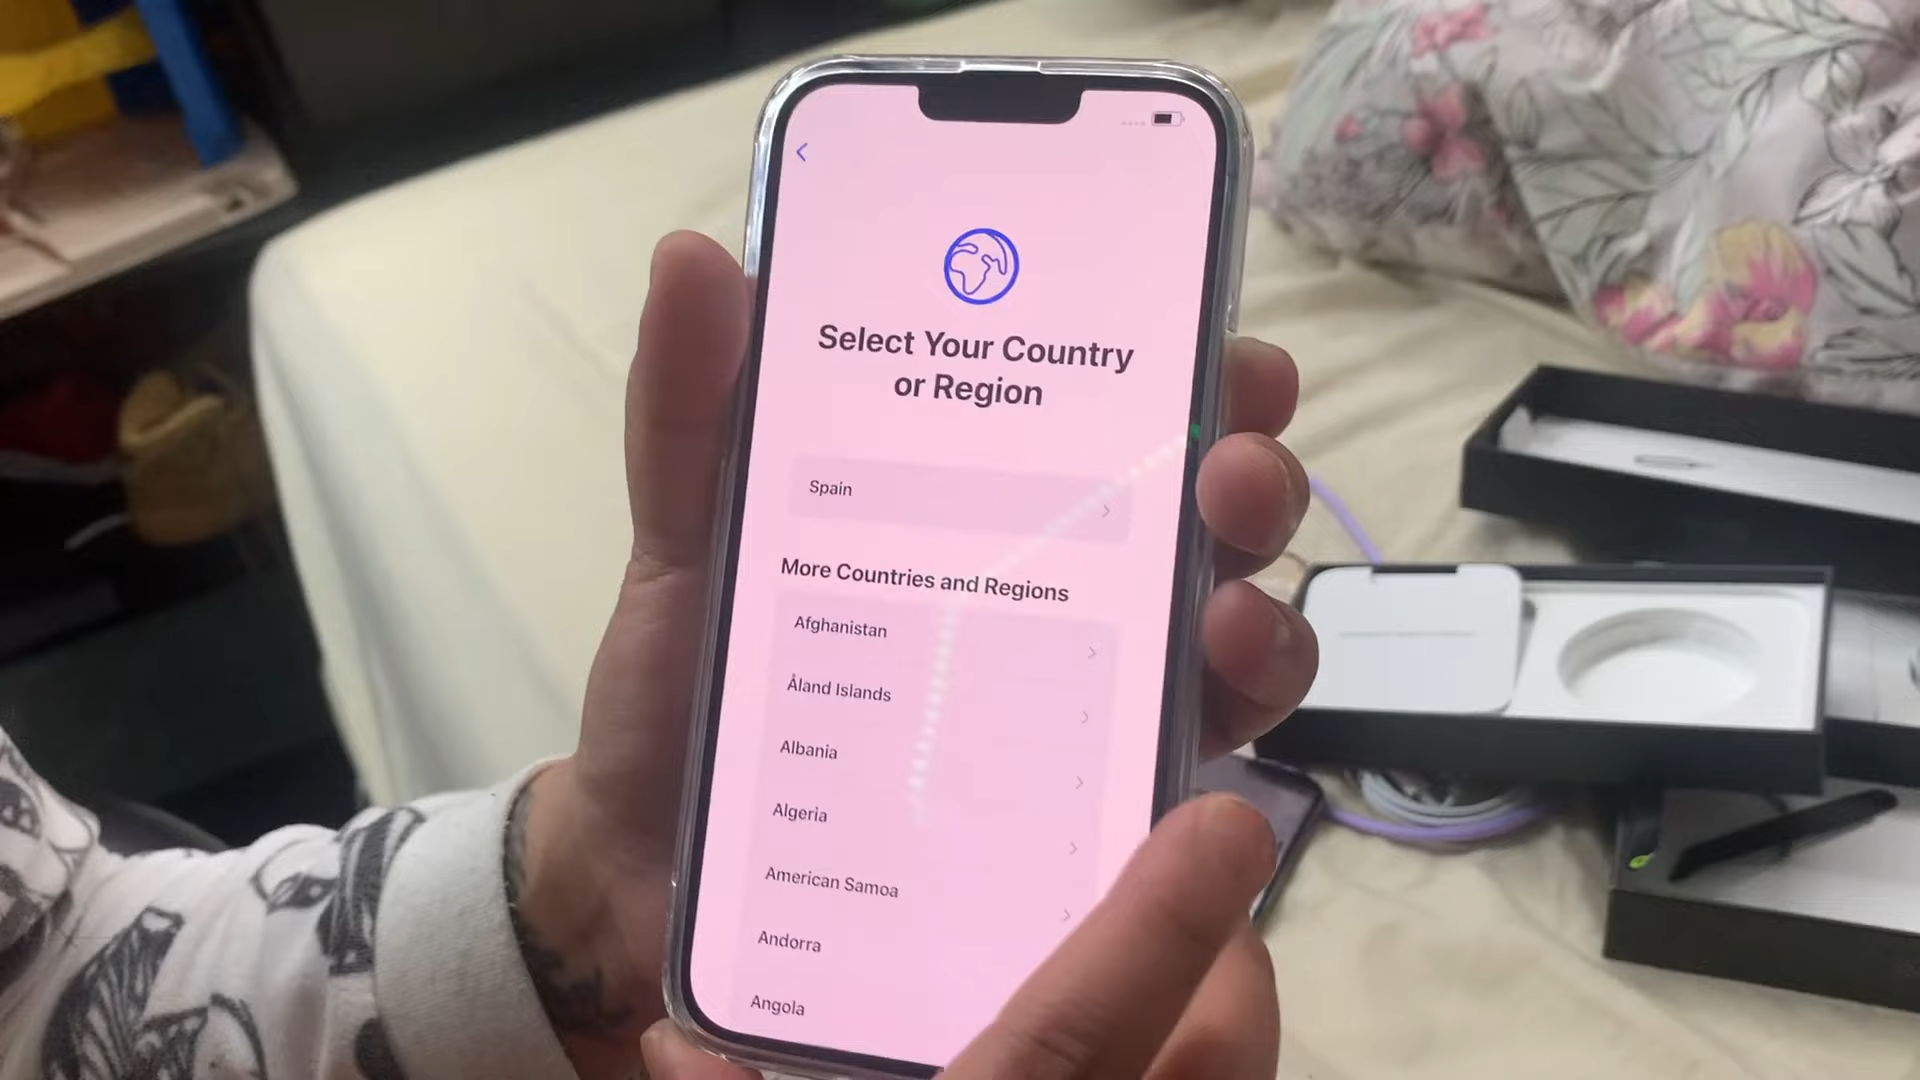 Select Your Country
or Region
Spain
More Countries and Regions
Afghanistan
Åland Islands
Albania
Algeria
American Samoa
Andorra
Angola